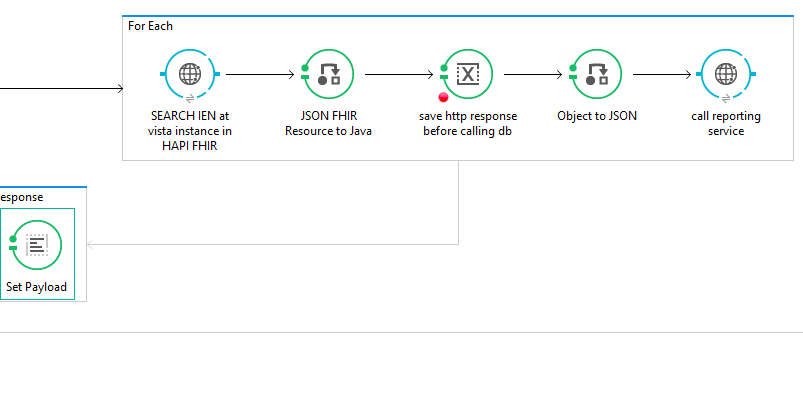 For Each
SEARCH IEN at
vista instance in
HAPI FHIR
JSON FHIR
Resource to Java
save http response
before calling db
Object to JSON
call reporting
service
esponse
Set Payload